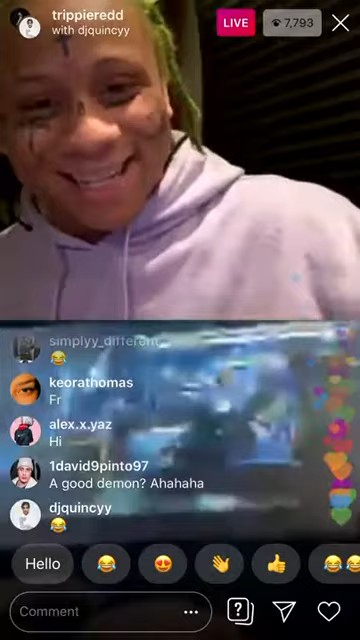 trippieredd
with djquincyy
LIVE
7,793
simplyy_different
😂
keorathomas
Fr
alex.x.yaz
Hi
1david9pinto97
A good demon? Ahahaha
djquincyy
😂
Hello 😂 😍 👋 👍 😂😂
Comment